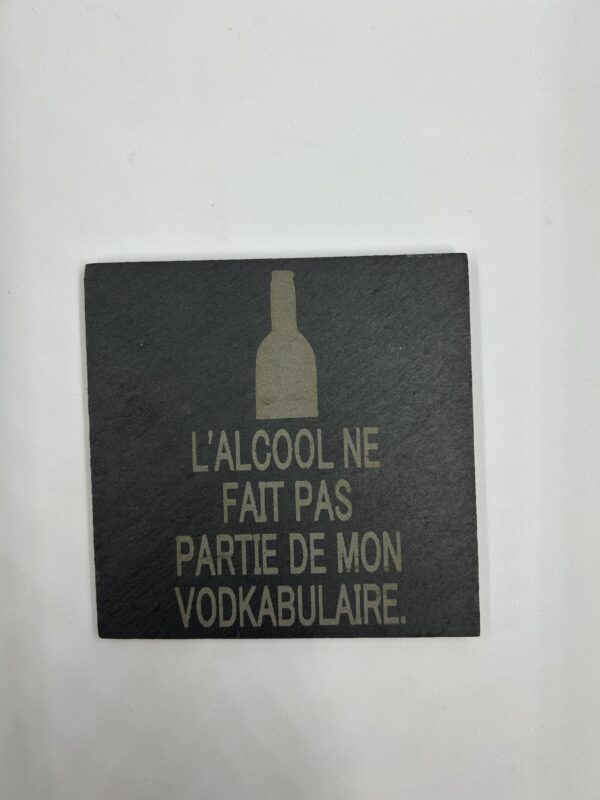 L'ALCOOL NE
FAIT PAS
PARTIE DE MON
VODKABULAIRE.